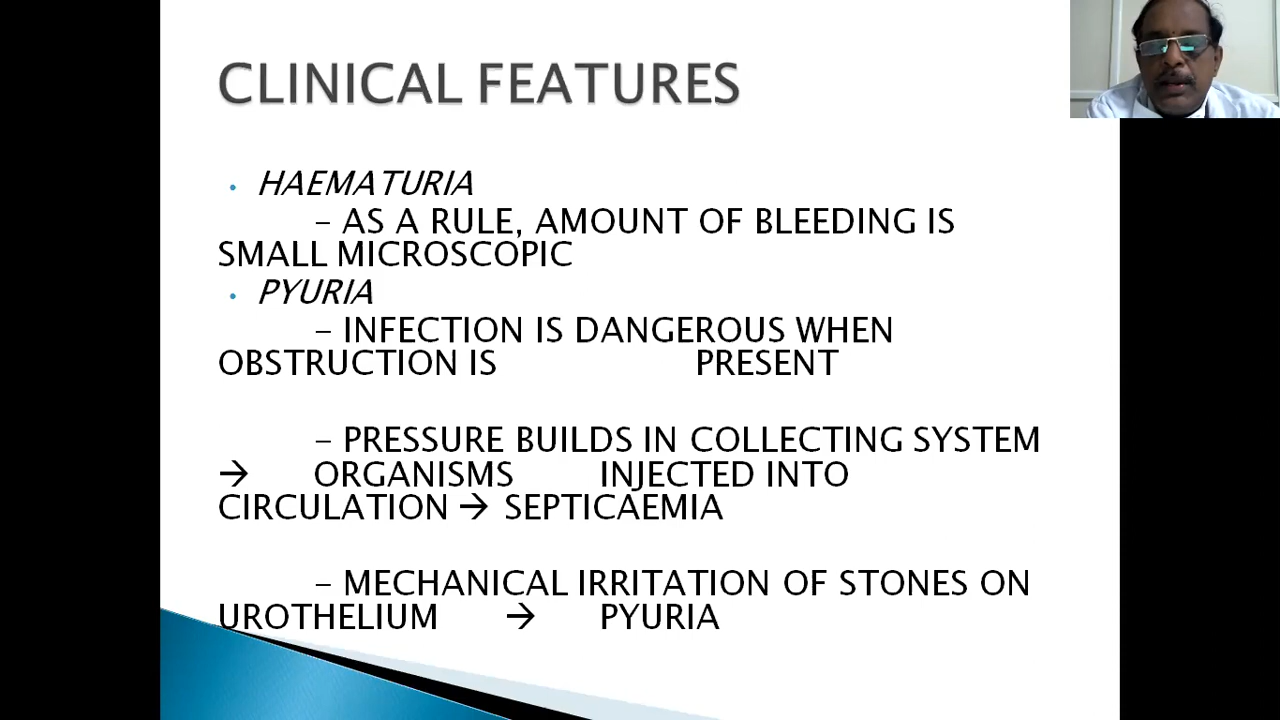 CLINICAL FEATURES
• HAEMATURIA
– AS A RULE, AMOUNT OF BLEEDING IS
SMALL MICROSCOPIC
• PYURIA
– INFECTION IS DANGEROUS WHEN
OBSTRUCTION IS PRESENT
– PRESSURE BUILDS IN COLLECTING SYSTEM
→ ORGANISMS INJECTED INTO
CIRCULATION → SEPTICAEMIA
– MECHANICAL IRRITATION OF STONES ON
UROTHELIUM → PYURIA